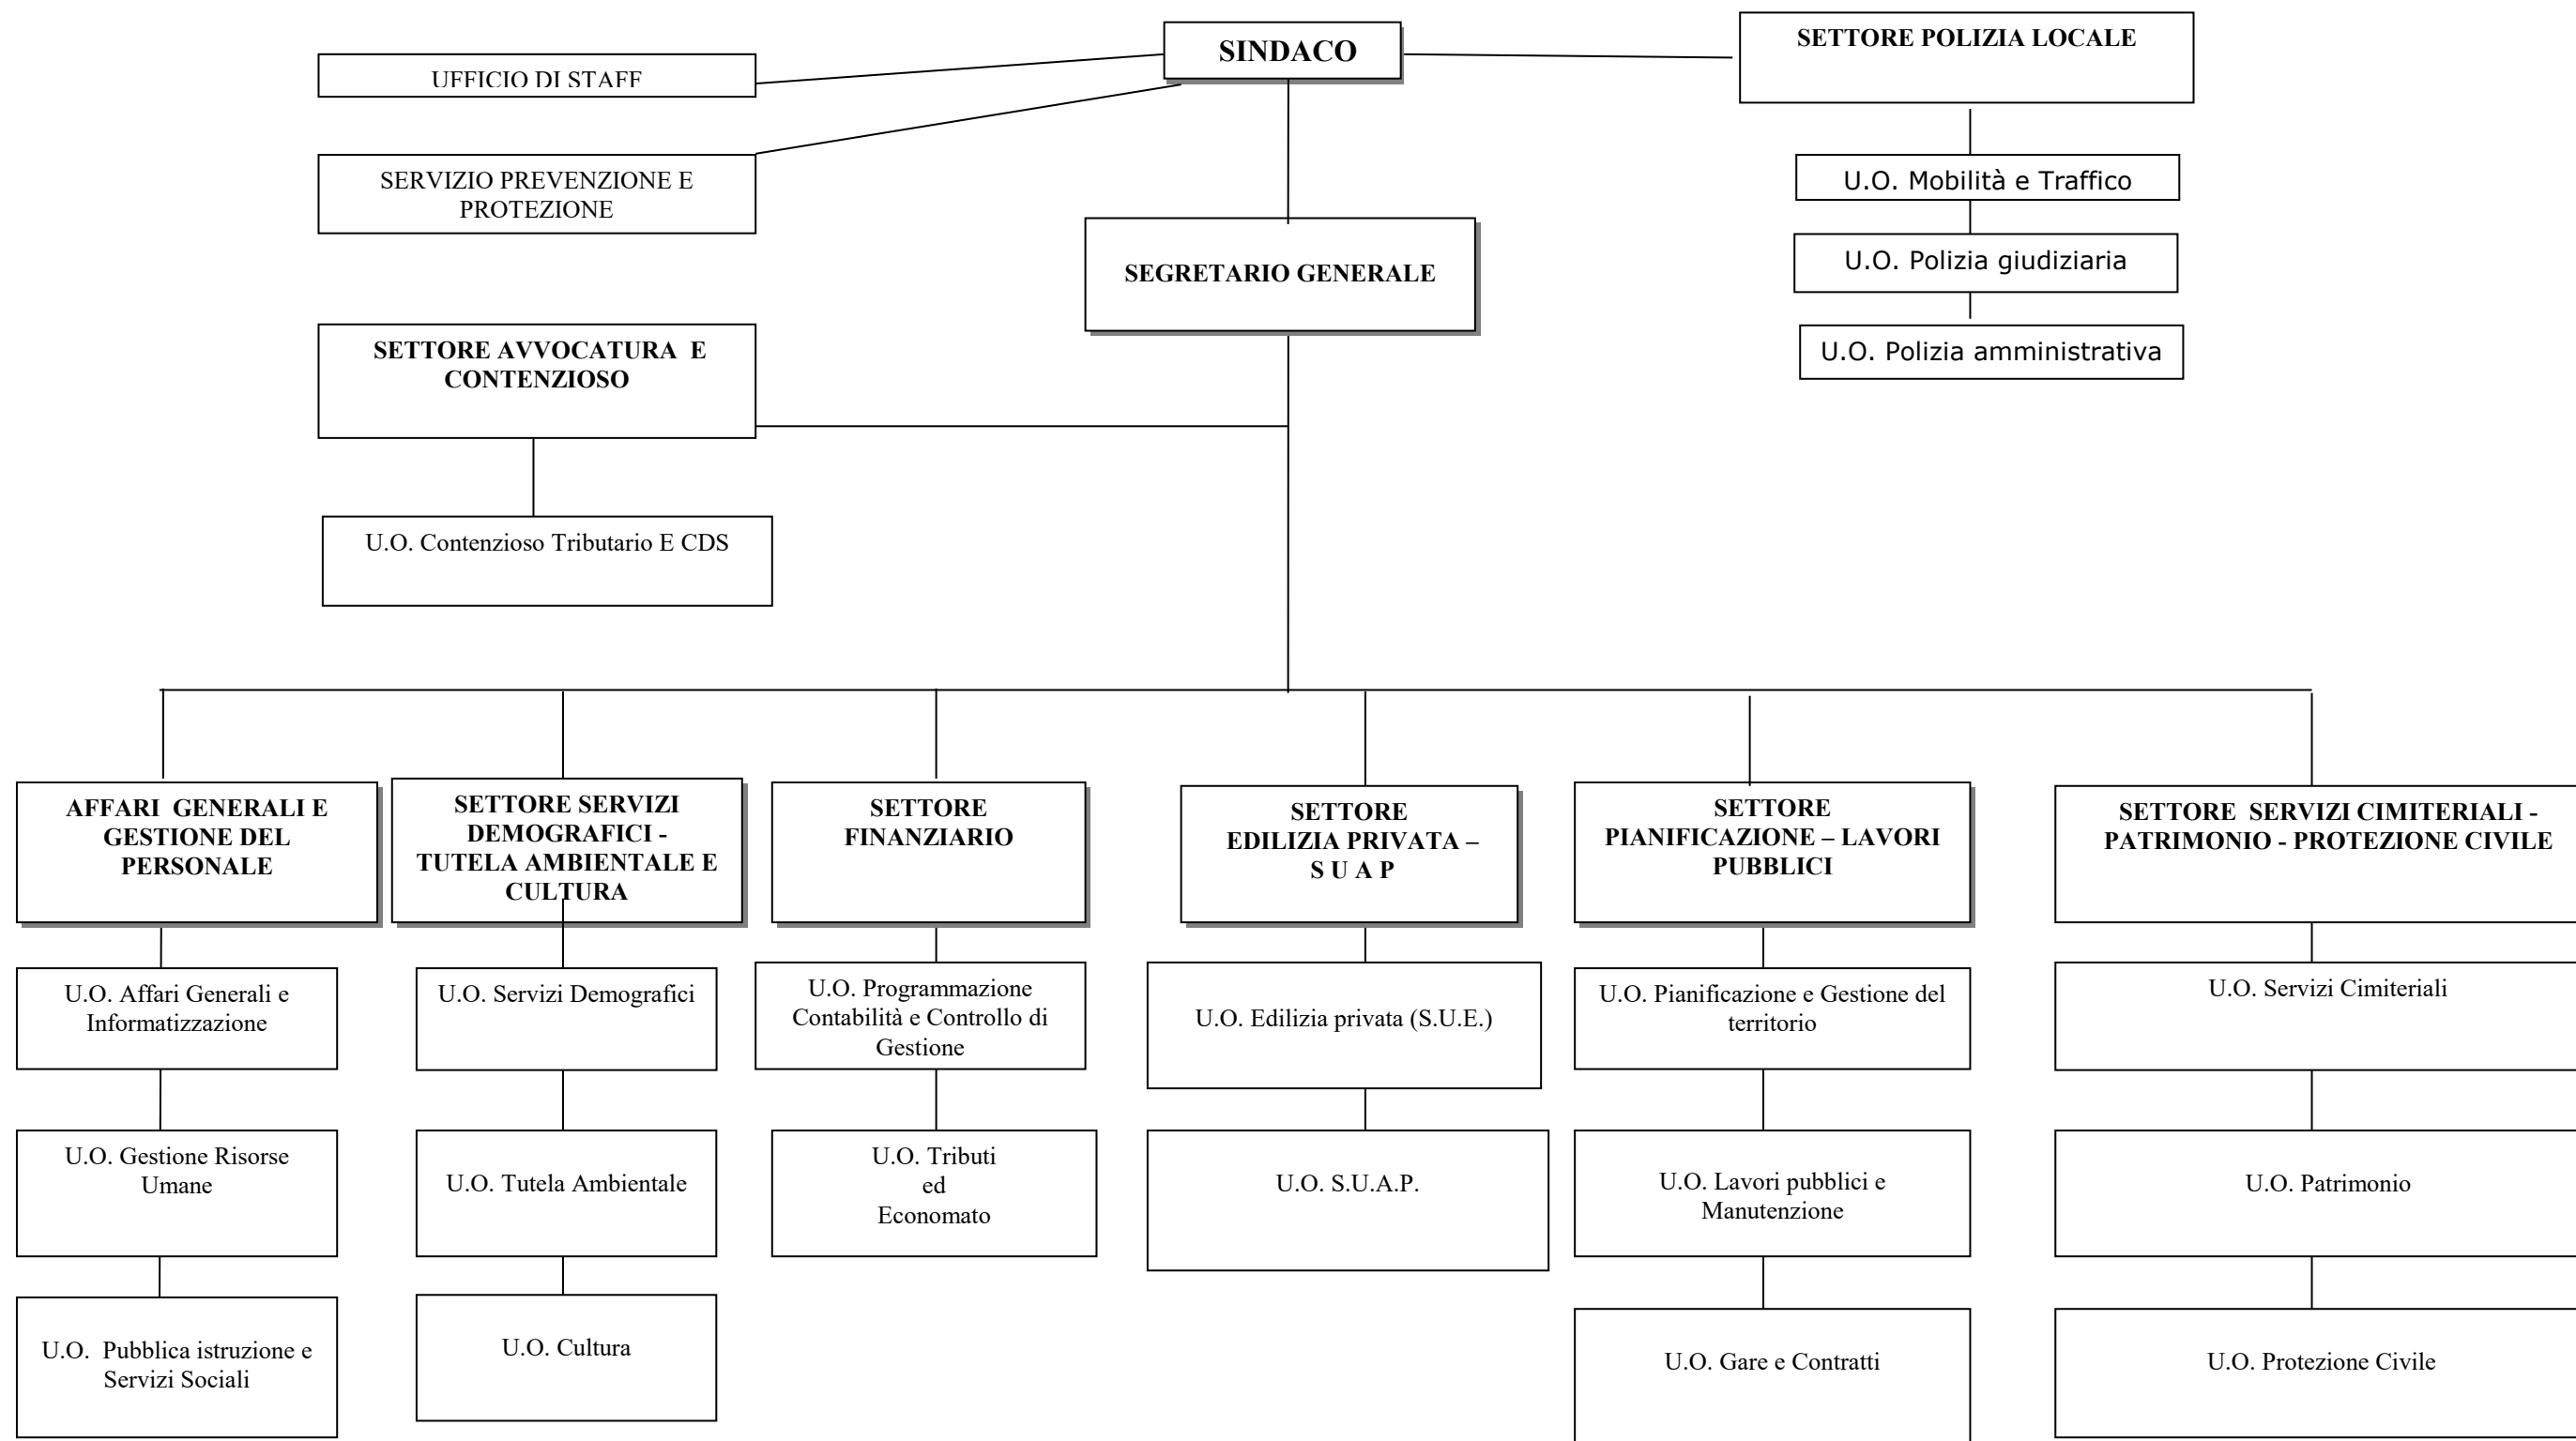 SINDACO
SETTORE POLIZIA LOCALE
UFFICIO DI STAFF
SERVIZIO PREVENZIONE E
PROTEZIONE
U.O. Mobilità e Traffico
U.O. Polizia giudiziaria
U.O. Polizia amministrativa
SEGRETARIO GENERALE
SETTORE AVVOCATURA E
CONTENZIOSO
U.O. Contenzioso Tributario E CDS
AFFARI GENERALI E
GESTIONE DEL
PERSONALE
U.O. Affari Generali e
Informatizzazione
U.O. Gestione Risorse
Umane
U.O. Pubblica istruzione e
Servizi Sociali
SETTORE SERVIZI
DEMOGRAFICI -
TUTELA AMBIENTALE E
CULTURA
U.O. Servizi Demografici
U.O. Tutela Ambientale
U.O. Cultura
SETTORE
FINANZIARIO
U.O. Programmazione
Contabilità e Controllo di
Gestione
U.O. Tributi
ed
Economato
SETTORE
EDILIZIA PRIVATA –
S U A P
U.O. Edilizia privata (S.U.E.)
U.O. S.U.A.P.
SETTORE
PIANIFICAZIONE – LAVORI
PUBBLICI
U.O. Pianificazione e Gestione del
territorio
U.O. Lavori pubblici e
Manutenzione
U.O. Gare e Contratti
SETTORE SERVIZI CIMITERIALI -
PATRIMONIO - PROTEZIONE CIVILE
U.O. Servizi Cimiteriali
U.O. Patrimonio
U.O. Protezione Civile